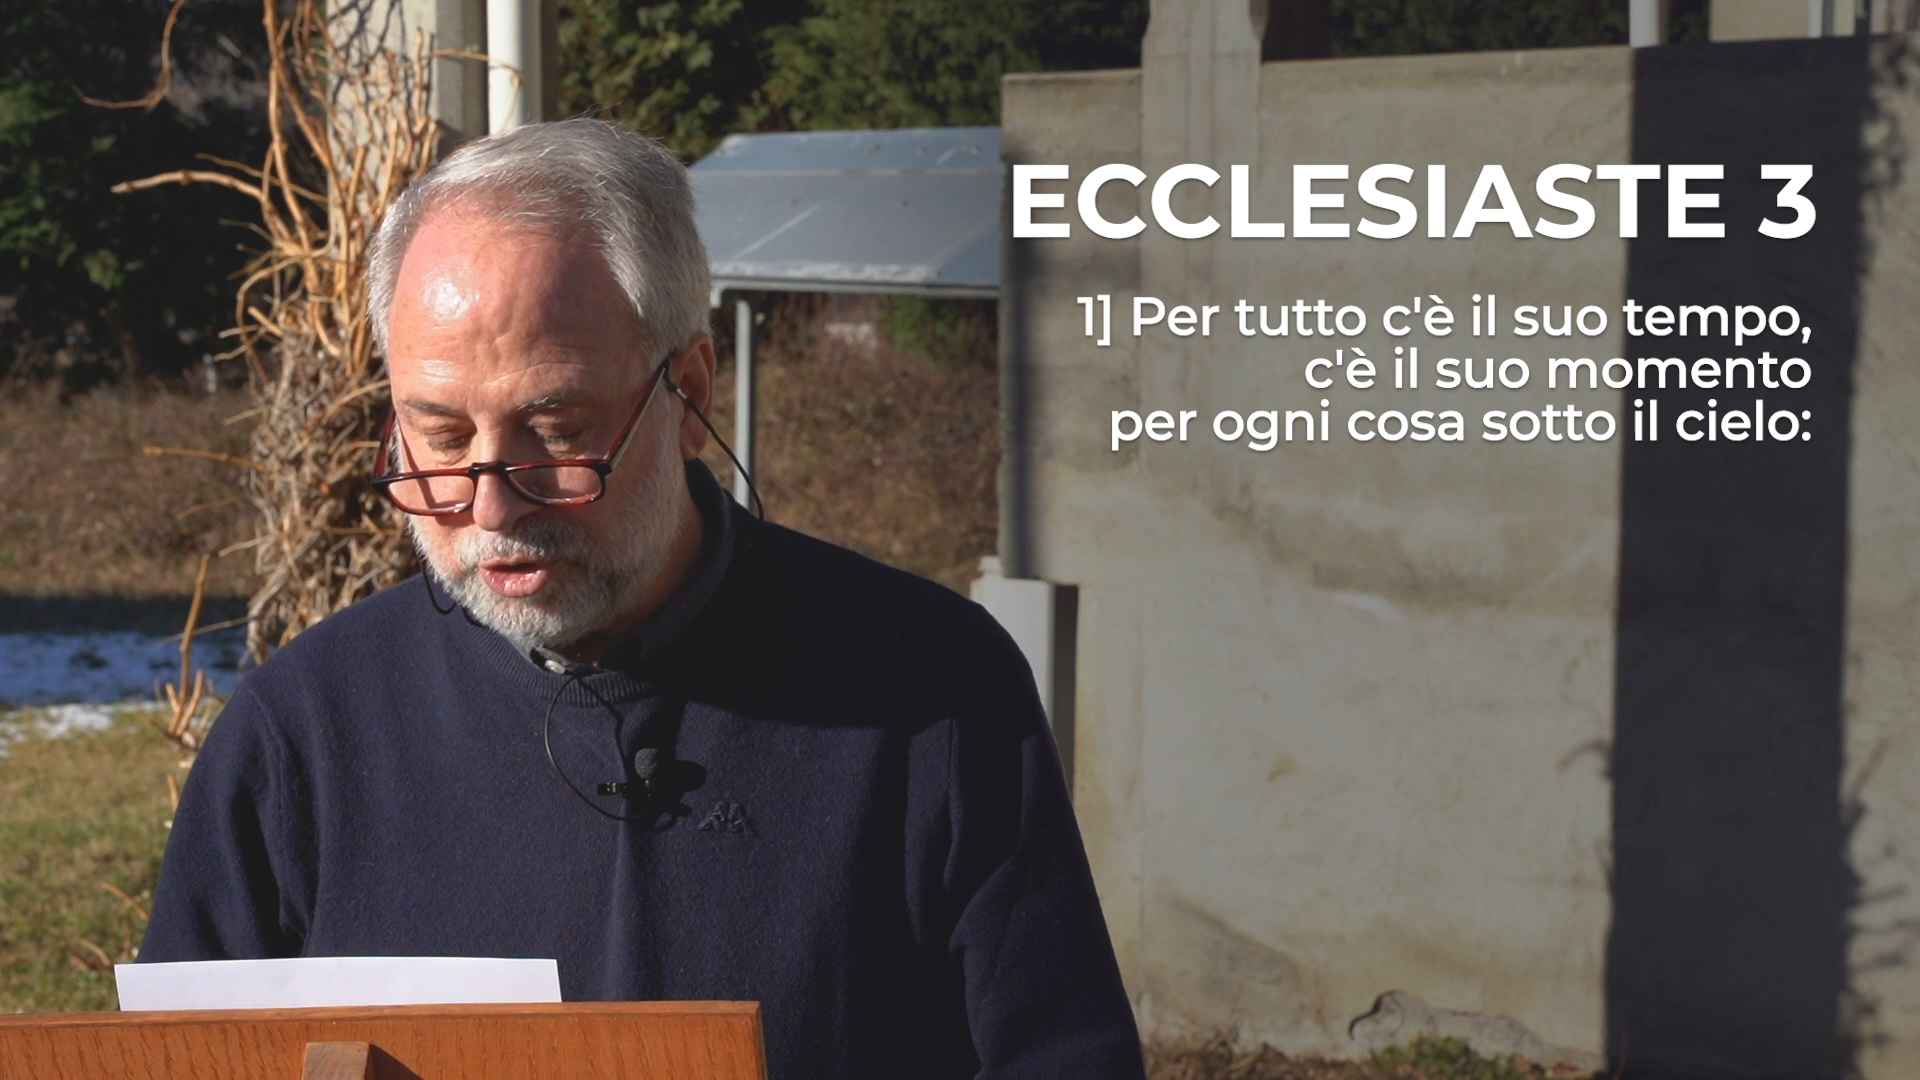 ECCLESIASTE 3
1] Per tutto c'è il suo tempo,
c'è il suo momento
per ogni cosa sotto il cielo: